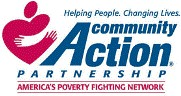 Helping People. Changing Lives.
community
Action®
PARTNERSHIP
AMERICA'S POVERTY FIGHTING NETWORK